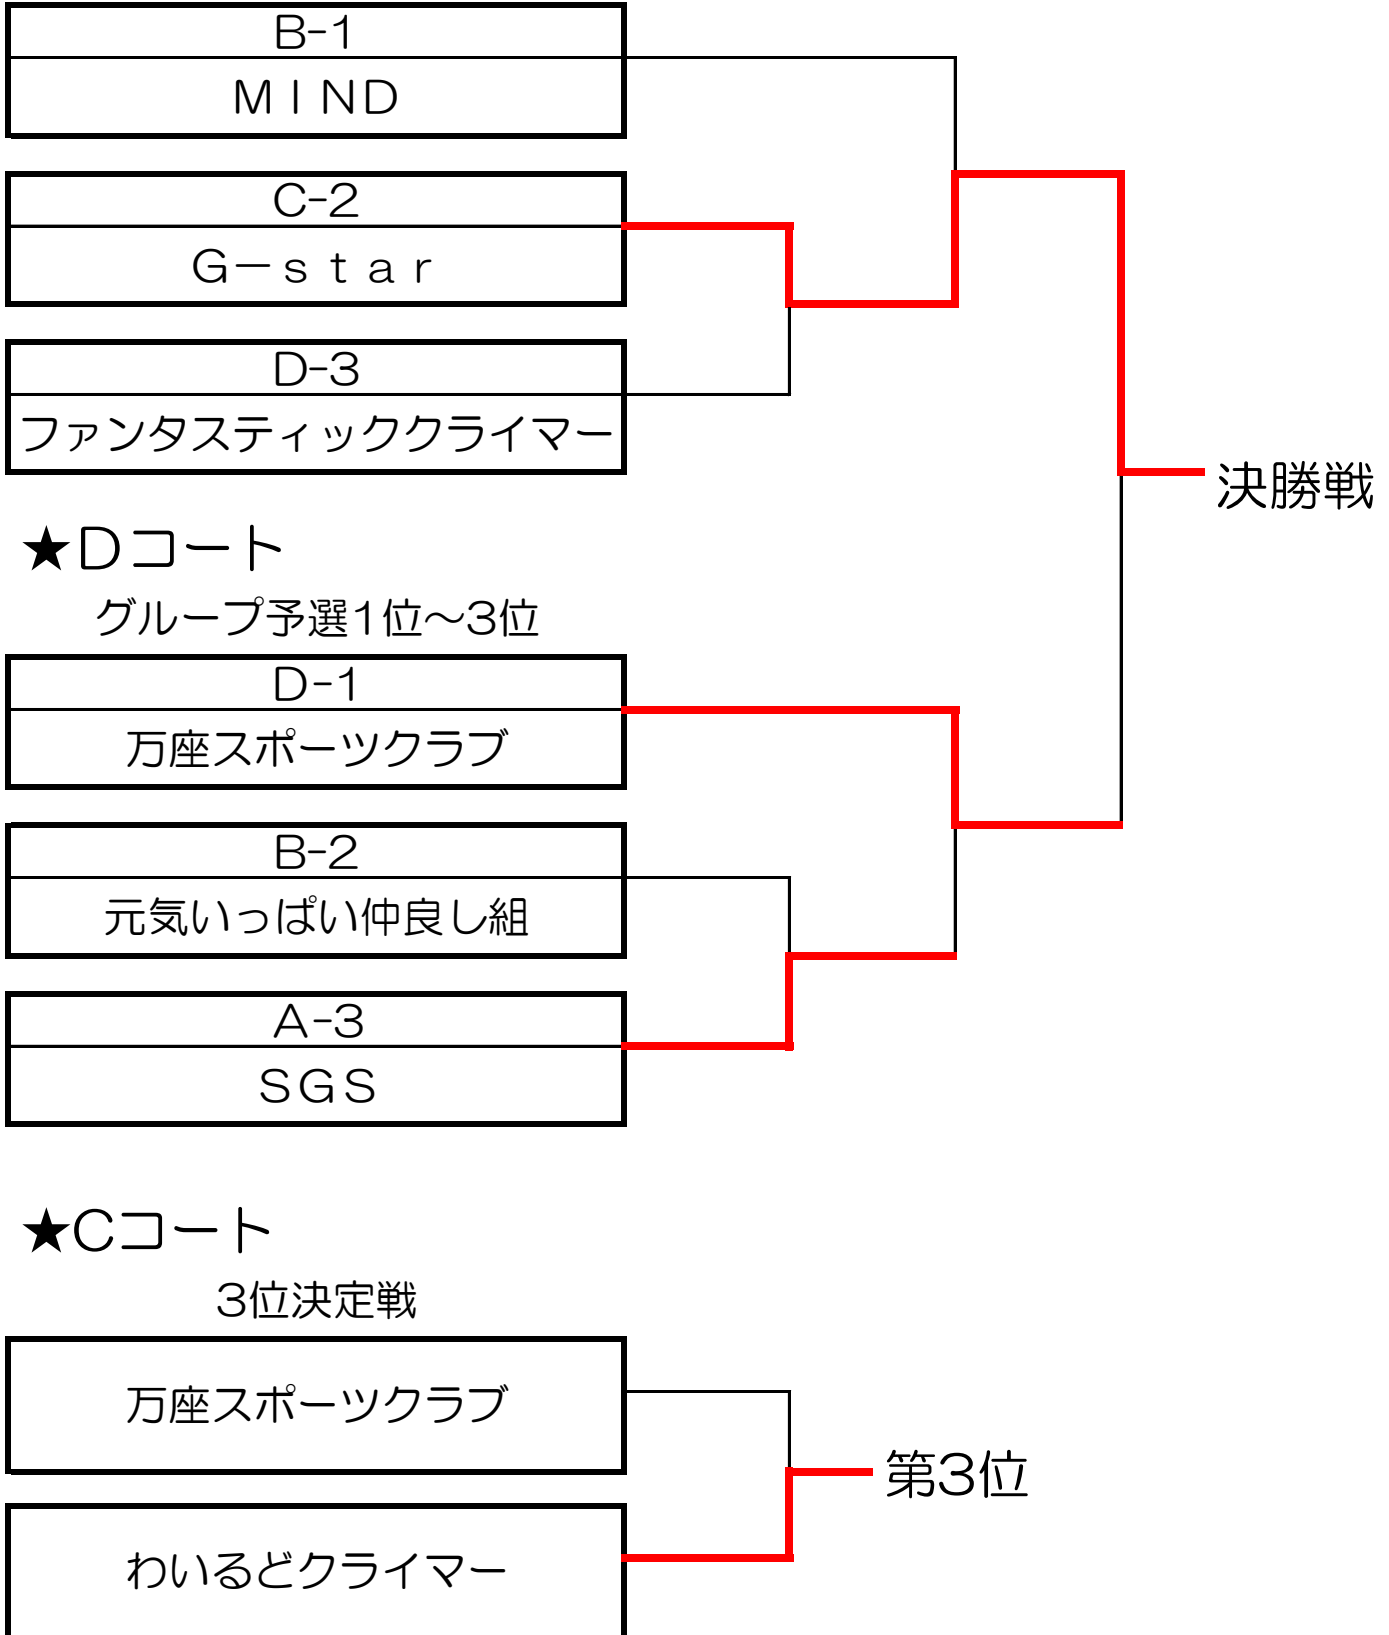 B-1
ＭＩＮＤ
C-2
Ｇ－ｓｔａｒ
D-3
ファンタスティッククライマー
決勝戦
★Dコート
グループ予選1位～3位
D-1
万座スポーツクラブ
B-2
元気いっぱい仲良し組
A-3
ＳＧＳ
★Cコート
3位決定戦
万座スポーツクラブ
第3位
わいるどクライマー